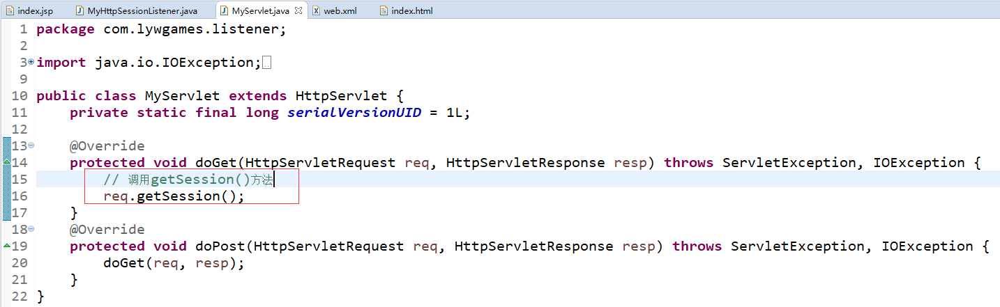 index.jsp MyHttpSessionListener.java MyServlet.java web.xml index.html
1 package com.lywgames.listener;
2
3 import java.io.IOException;
9
10 public class MyServlet extends HttpServlet {
11 private static final long serialVersionUID = 1L;
12
13 @Override
14 protected void doGet(HttpServletRequest req, HttpServletResponse resp) throws ServletException, IOException {
15 // 调用getSession()方法
16 req.getSession();
17 }
18 @Override
19 protected void doPost(HttpServletRequest req, HttpServletResponse resp) throws ServletException, IOException {
20 doGet(req, resp);
21 }
22 }